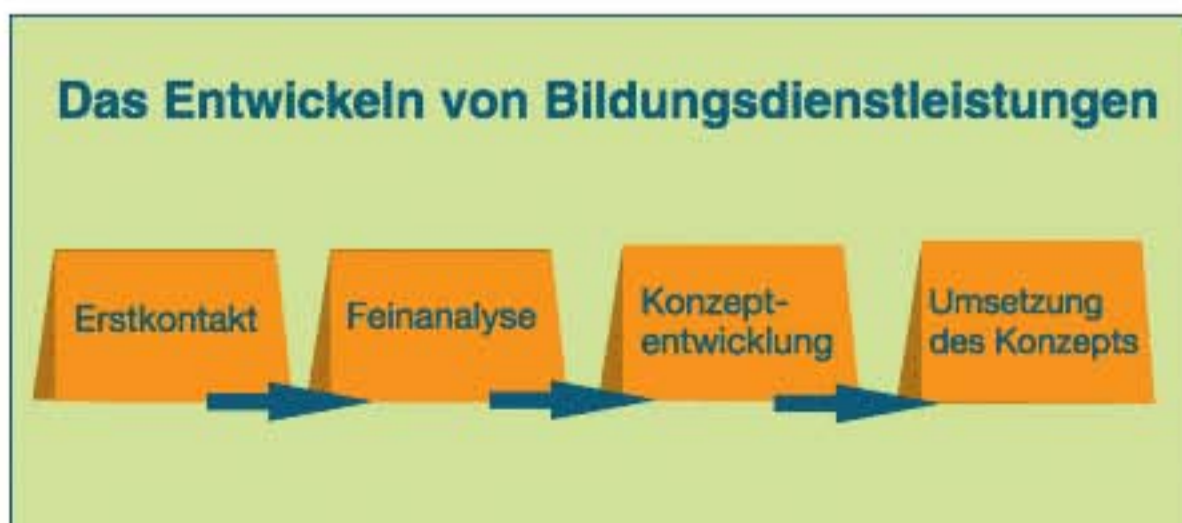 Das Entwickeln von Bildungsdienstleistungen
Erstkontakt
Feinanalyse
Konzept-
entwicklung
Umsetzung
des Konzepts